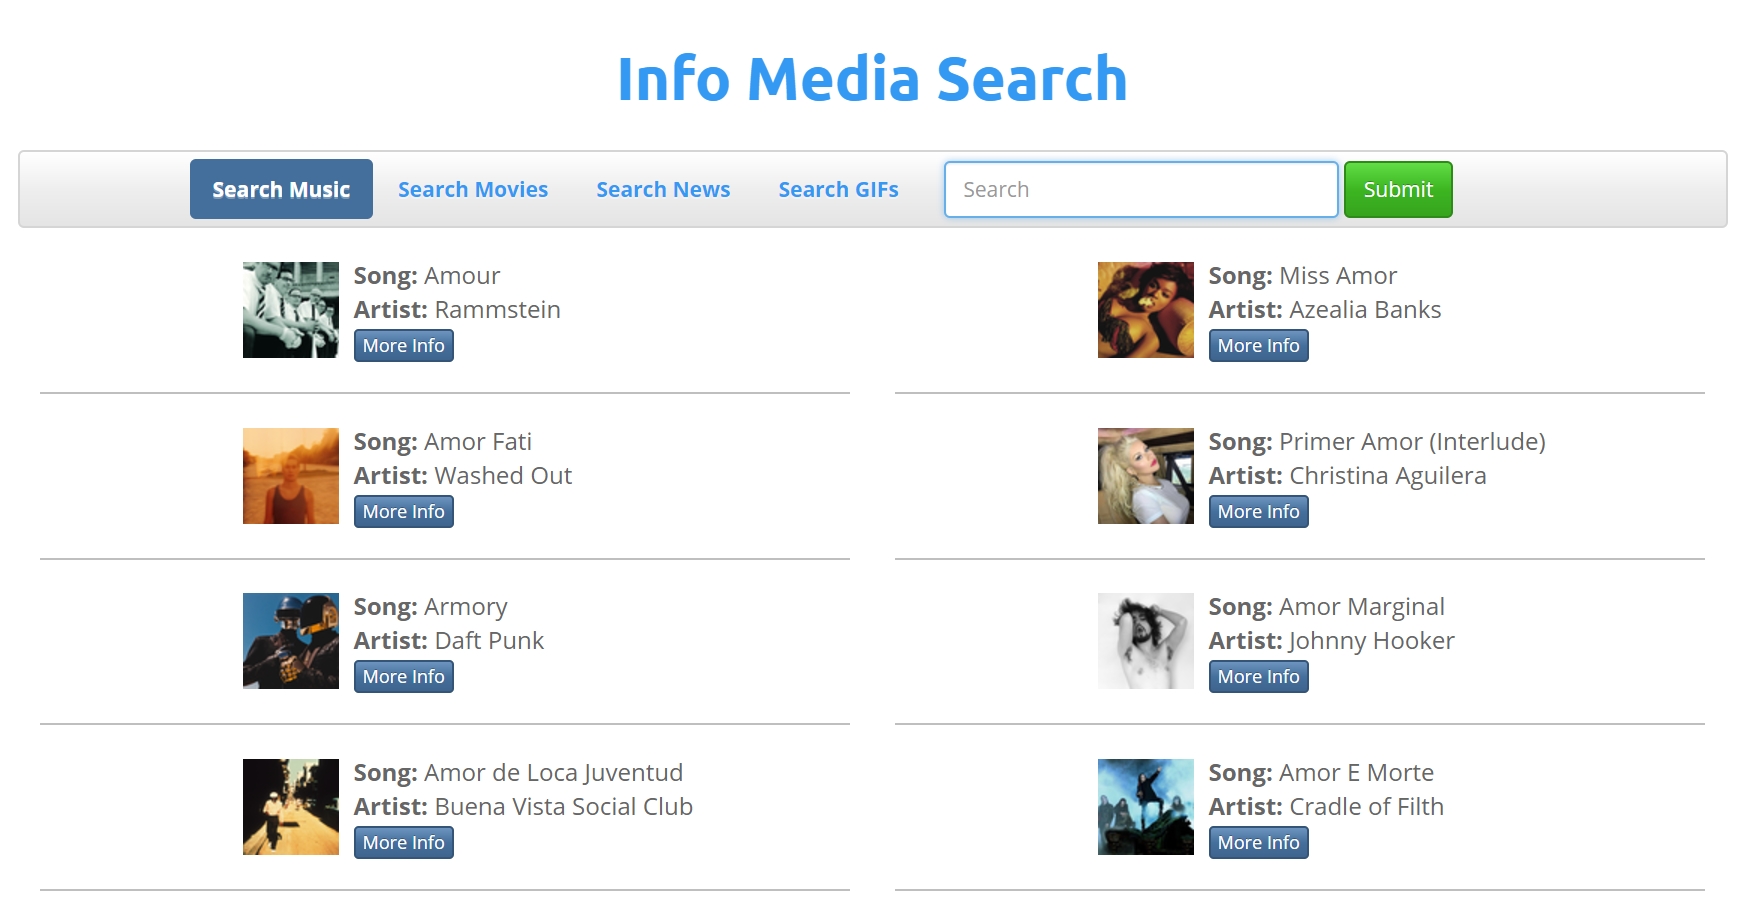 Info Media Search
Search Music Search Movies Search News Search GIFs Search Submit
Song: Amour
Artist: Rammstein
More Info
Song: Miss Amor
Artist: Azealia Banks
More Info
Song: Amor Fati
Artist: Washed Out
More Info
Song: Primer Amor (Interlude)
Artist: Christina Aguilera
More Info
Song: Armory
Artist: Daft Punk
More Info
Song: Amor Marginal
Artist: Johnny Hooker
More Info
Song: Amor de Loca Juventud
Artist: Buena Vista Social Club
More Info
Song: Amor E Morte
Artist: Cradle of Filth
More Info